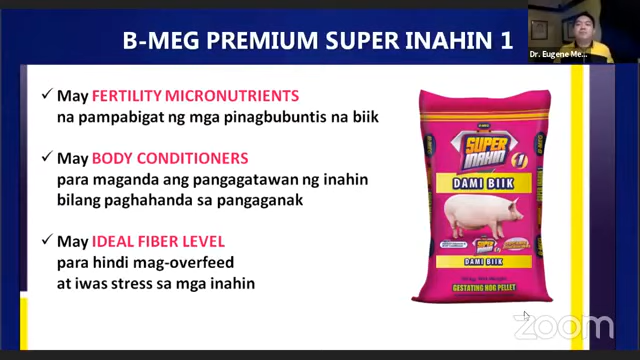 B-MEG PREMIUM SUPER INAHIN 1
Dr. Eugene Me...
✓ May FERTILITY MICRONUTRIENTS
na pampabigat ng mga pinagbubuntis na biik
✓ May BODY CONDITIONERS
para maganda ang pangagatawan ng inahin
bilang paghahanda sa pangaganak
✓ May IDEAL FIBER LEVEL
para hindi mag-overfeed
at iwas stress sa mga inahin
SUPER
INAHIN 1
DAMI BIIK
DAMI BIIK
GESTATING HOG PELLET
zoom